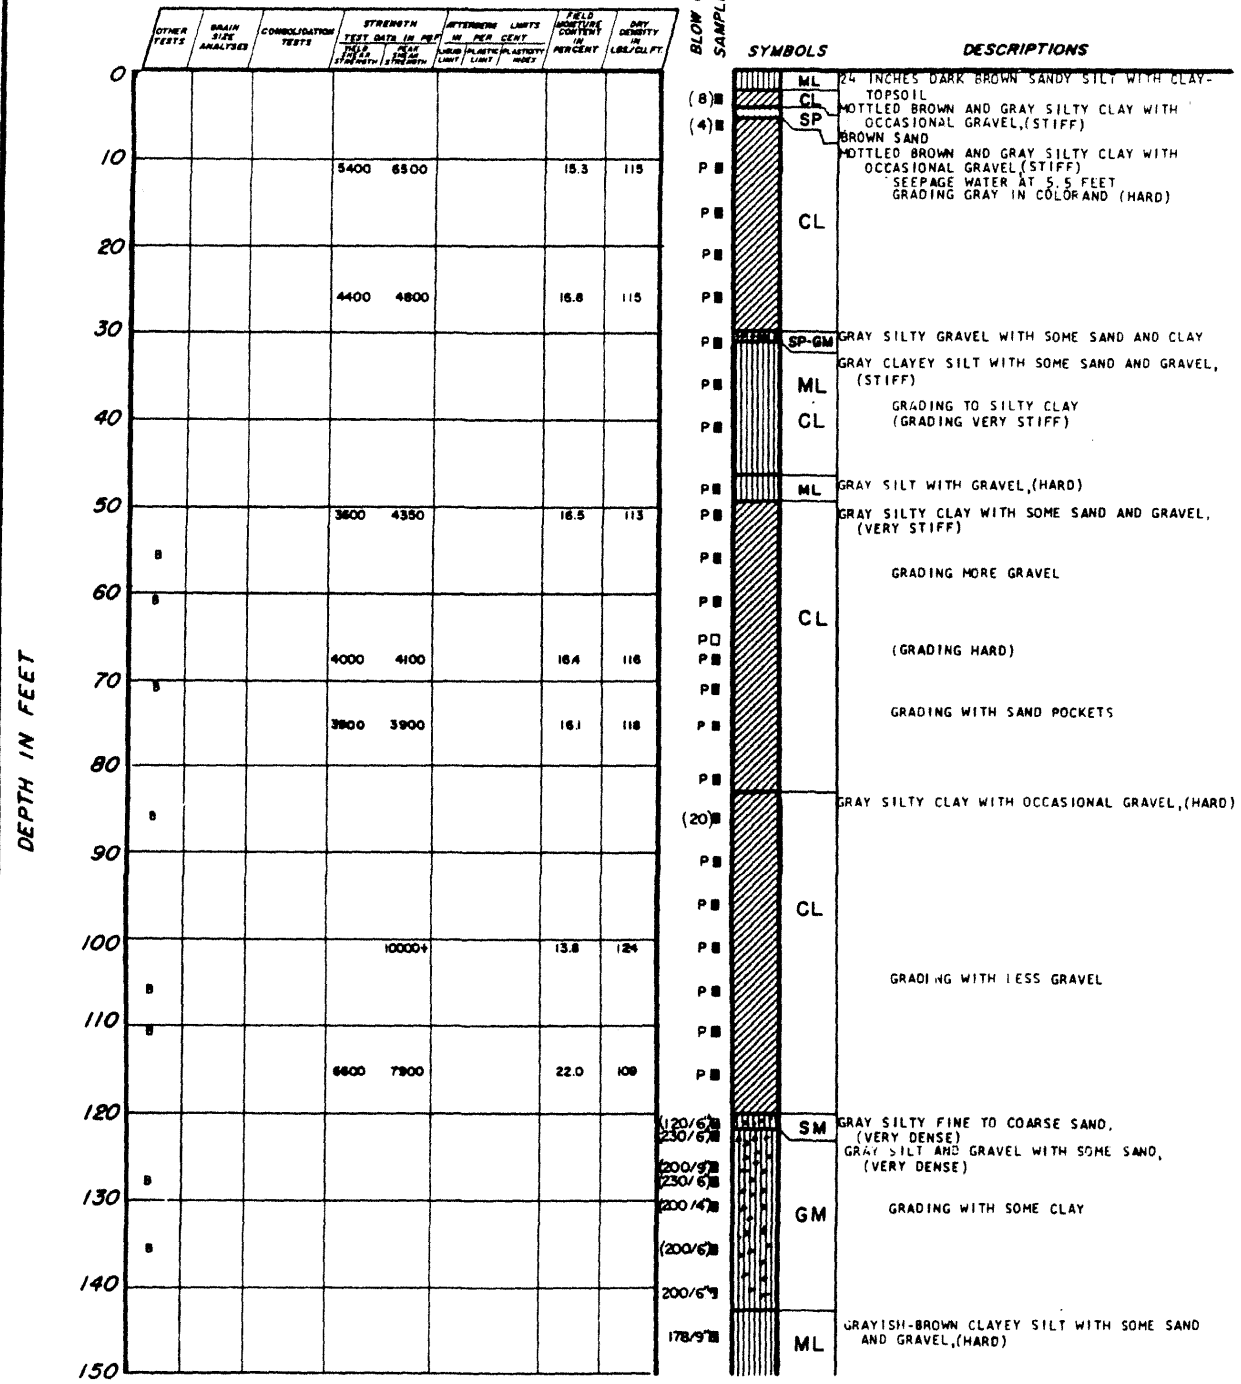 OTHER TESTS
GRAIN SIZE ANALYSES
CONSOLIDATION TESTS
STRENGTH TEST DATA IN PSF
YIELD SHEAR STRENGTH
PEAK SHEAR STRENGTH
ATTERBERG LIMITS IN PER CENT
LIQUID LIMIT
PLASTIC LIMIT
PLASTICITY INDEX
FIELD MOISTURE CONTENT IN PERCENT
DRY DENSITY IN LBS/CU.FT.
BLOW
SAMPLE
SYMBOLS
DESCRIPTIONS
DEPTH IN FEET
0
ML
24 INCHES DARK BROWN SANDY SILT WITH CLAY-
TOPSOIL
(8)
CL
MOTTLED BROWN AND GRAY SILTY CLAY WITH
OCCASIONAL GRAVEL,(STIFF)
(4)
SP
BROWN SAND
MOTTLED BROWN AND GRAY SILTY CLAY WITH
OCCASIONAL GRAVEL,(STIFF)
SEEPAGE WATER AT 5.5 FEET
GRADING GRAY IN COLOR AND (HARD)
10
5400 6500 15.3 115 P
P
CL
20
P
4400 4800 16.8 115 P
30
P
SP-GM
GRAY SILTY GRAVEL WITH SOME SAND AND CLAY
GRAY CLAYEY SILT WITH SOME SAND AND GRAVEL,
(STIFF)
P
ML
GRADING TO SILTY CLAY
(GRADING VERY STIFF)
40
P
CL
P
ML
GRAY SILT WITH GRAVEL,(HARD)
50
3600 4350 16.5 113 P
GRAY SILTY CLAY WITH SOME SAND AND GRAVEL,
(VERY STIFF)
B
P
GRADING MORE GRAVEL
60
B
P
CL
P
(GRADING HARD)
4000 4100 16.4 116 P
70
B
P
GRADING WITH SAND POCKETS
3800 3900 16.1 118 P
80
P
GRAY SILTY CLAY WITH OCCASIONAL GRAVEL,(HARD)
B
(20)
90
P
P
CL
100
10000+ 13.8 124 P
GRADING WITH LESS GRAVEL
B
P
110
B
P
6600 7900 22.0 109 P
120
(120/6")
SM
GRAY SILTY FINE TO COARSE SAND,
(VERY DENSE)
(230/6")
GRAY SILT AND GRAVEL WITH SOME SAND,
(VERY DENSE)
(200/9")
B
(230/6")
130
(200/4")
GM
GRADING WITH SOME CLAY
B
(200/6")
140
200/6"
178/9"
ML
GRAYISH-BROWN CLAYEY SILT WITH SOME SAND
AND GRAVEL,(HARD)
150